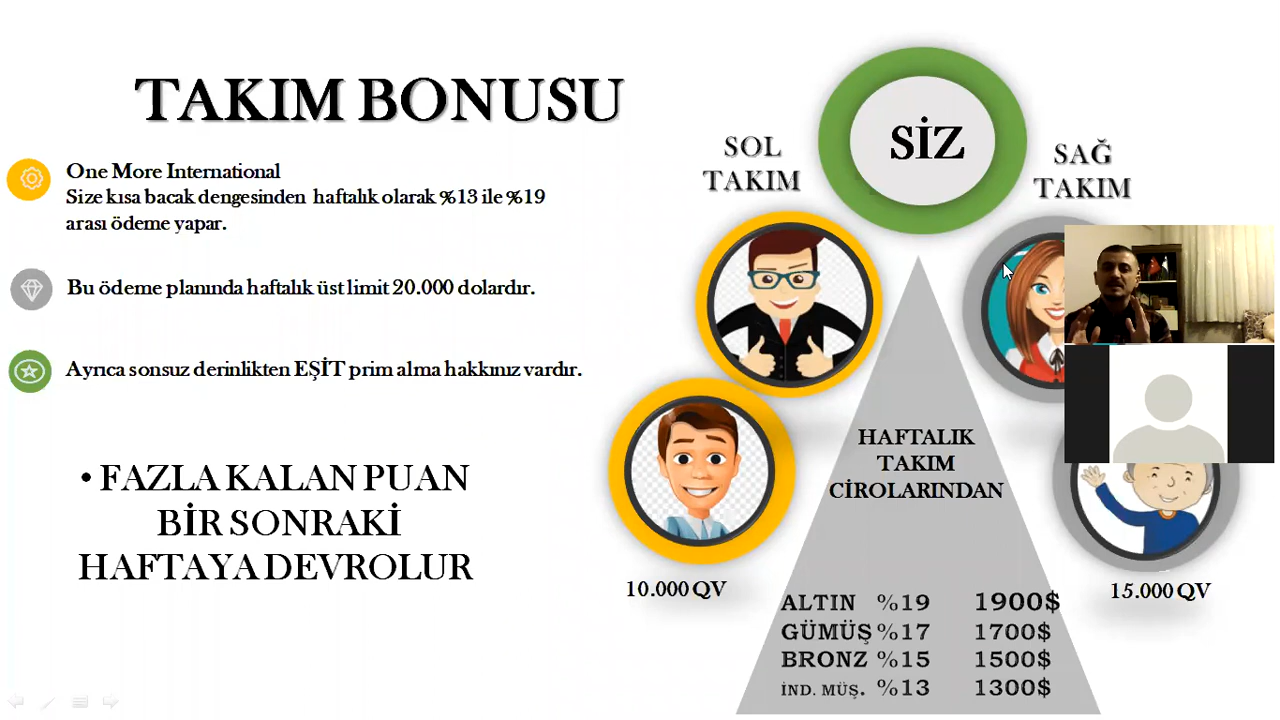 TAKIM BONUSU
One More International
Size kısa bacak dengesinden haftalık olarak %13 ile %19
arası ödeme yapar.
Bu ödeme planında haftalık üst limit 20.000 dolardır.
Ayrıca sonsuz derinlikten EŞİT prim alma hakkınız vardır.
• FAZLA KALAN PUAN
BİR SONRAKİ
HAFTAYA DEVROLUR
SİZ
SOL
TAKIM
SAĞ
TAKIM
HAFTALIK
TAKIM
CİROLARINDAN
10.000 QV
15.000 QV
ALTIN %19 1900$
GÜMÜŞ %17 1700$
BRONZ %15 1500$
İND. MÜŞ. %13 1300$